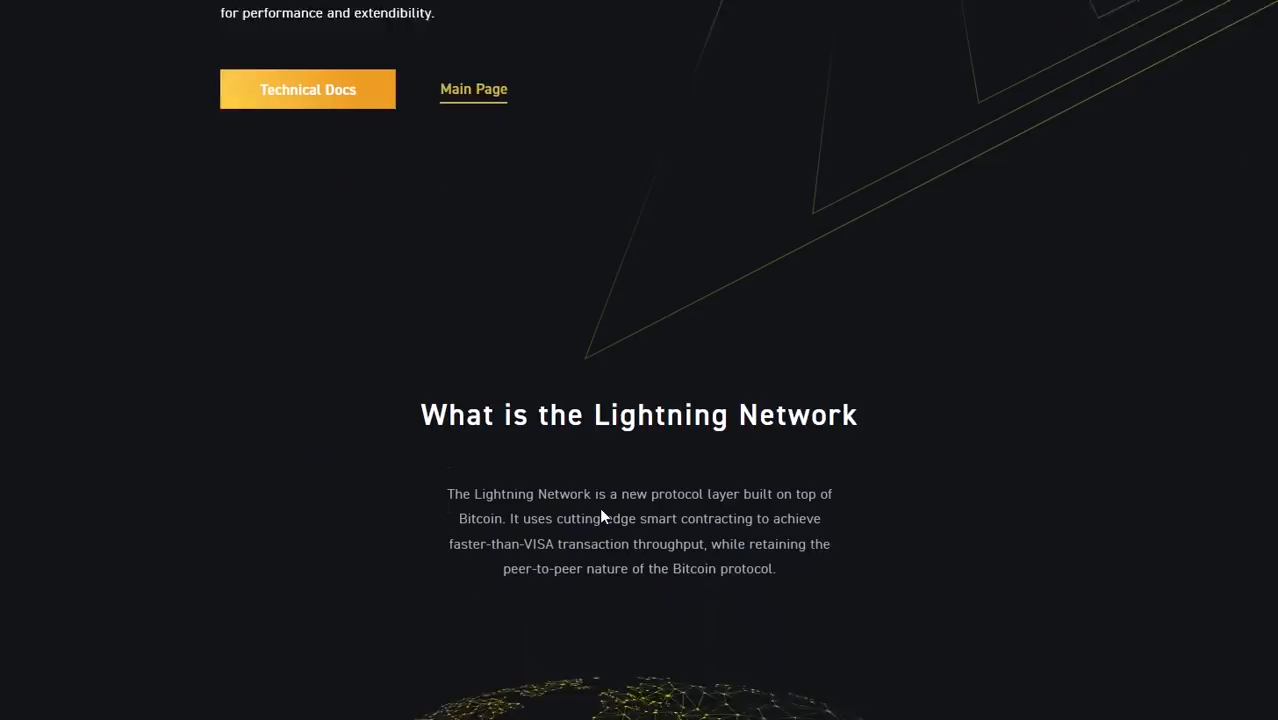 for performance and extendibility.
Technical Docs
Main Page
What is the Lightning Network
The Lightning Network is a new protocol layer built on top of
Bitcoin. It uses cutting-edge smart contracting to achieve
faster-than-VISA transaction throughput, while retaining the
peer-to-peer nature of the Bitcoin protocol.